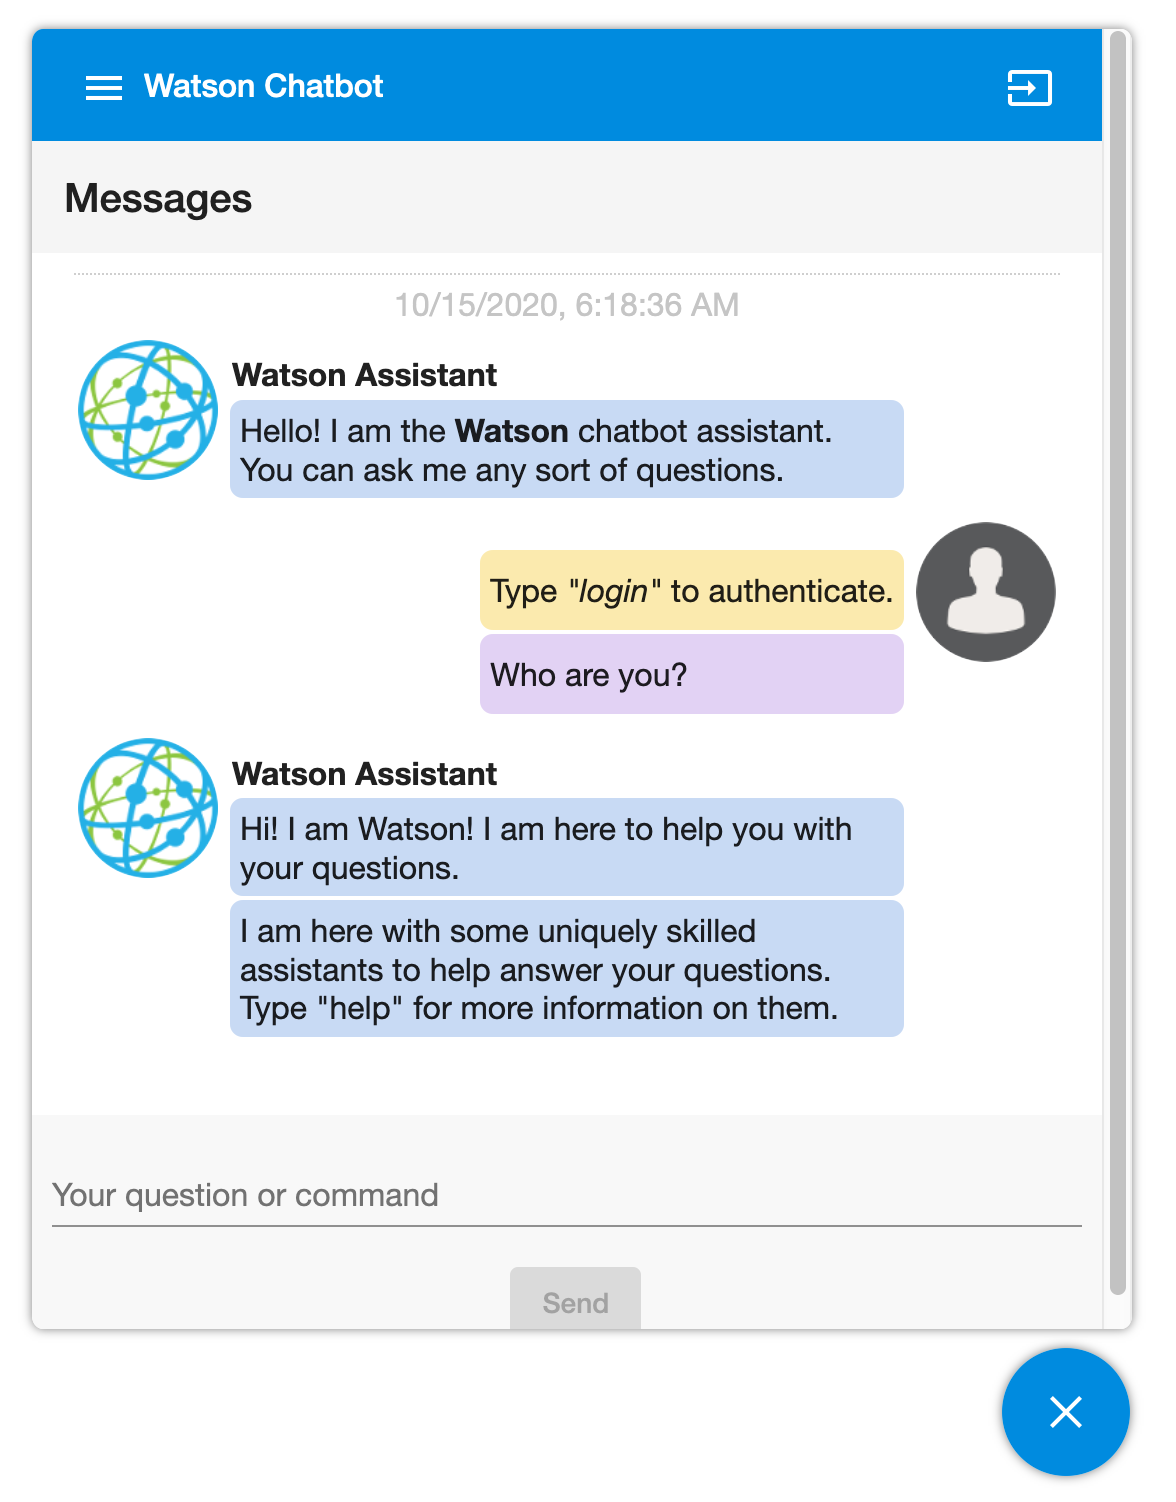 Watson Chatbot
Messages
10/15/2020, 6:18:36 AM
Watson Assistant
Hello! I am the Watson chatbot assistant.
You can ask me any sort of questions.
Type "login" to authenticate.
Who are you?
Watson Assistant
Hi! I am Watson! I am here to help you with
your questions.
I am here with some uniquely skilled
assistants to help answer your questions.
Type "help" for more information on them.
Your question or command
Send